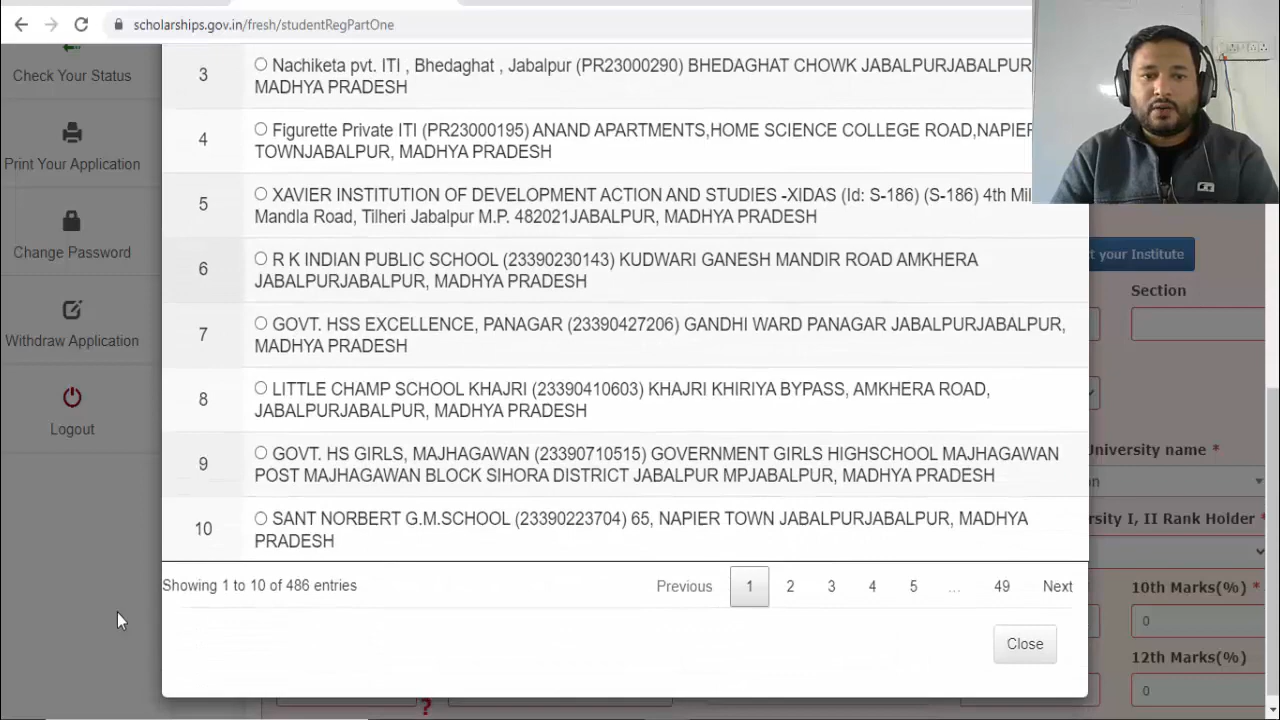 scholarships.gov.in/fresh/studentRegPartOne
Check Your Status
Print Your Application
Change Password
Withdraw Application
Logout
3
Nachiketa pvt. ITI , Bhedaghat , Jabalpur (PR23000290) BHEDAGHAT CHOWK JABALPURJABALPUR,
MADHYA PRADESH
4
Figurette Private ITI (PR23000195) ANAND APARTMENTS,HOME SCIENCE COLLEGE ROAD,NAPIER
TOWNJABALPUR, MADHYA PRADESH
5
XAVIER INSTITUTION OF DEVELOPMENT ACTION AND STUDIES -XIDAS (Id: S-186) (S-186) 4th Mil
Mandla Road, Tilheri Jabalpur M.P. 482021JABALPUR, MADHYA PRADESH
6
R K INDIAN PUBLIC SCHOOL (23390230143) KUDWARI GANESH MANDIR ROAD AMKHERA
JABALPURJABALPUR, MADHYA PRADESH
7
GOVT. HSS EXCELLENCE, PANAGAR (23390427206) GANDHI WARD PANAGAR JABALPURJABALPUR,
MADHYA PRADESH
8
LITTLE CHAMP SCHOOL KHAJRI (23390410603) KHAJRI KHIRIYA BYPASS, AMKHERA ROAD,
JABALPURJABALPUR, MADHYA PRADESH
9
GOVT. HS GIRLS, MAJHAGAWAN (23390710515) GOVERNMENT GIRLS HIGHSCHOOL MAJHAGAWAN
POST MAJHAGAWAN BLOCK SIHORA DISTRICT JABALPUR MPJABALPUR, MADHYA PRADESH
10
SANT NORBERT G.M.SCHOOL (23390223704) 65, NAPIER TOWN JABALPURJABALPUR, MADHYA
PRADESH
Showing 1 to 10 of 486 entries
Previous 1 2 3 4 5 ... 49 Next
Close
t your Institute
Section
University name *
on
rsity I, II Rank Holder *
10th Marks(%) *
0
12th Marks(%)
0
?